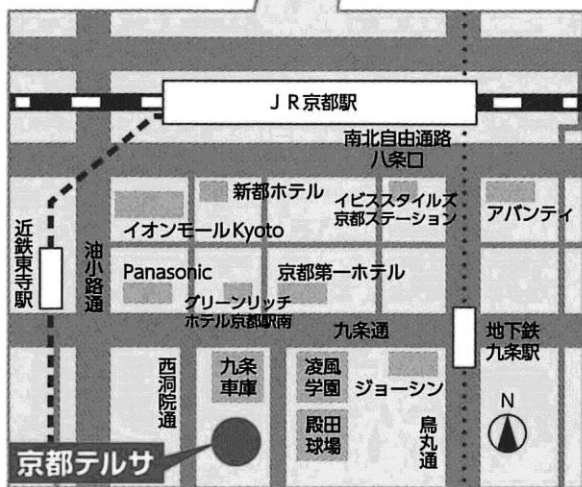 JR京都駅
南北自由通路
八条口
新都ホテル
イビススタイルズ
京都ステーション
アバンティ
イオンモールKyoto
近鉄東寺駅
油小路通
Panasonic
京都第一ホテル
グリーンリッチ
ホテル京都駅南
九条通
地下鉄
九条駅
西洞院通
九条
車庫
凌風
学園
ジョーシン
殿田
球場
烏丸通
N
京都テルサ